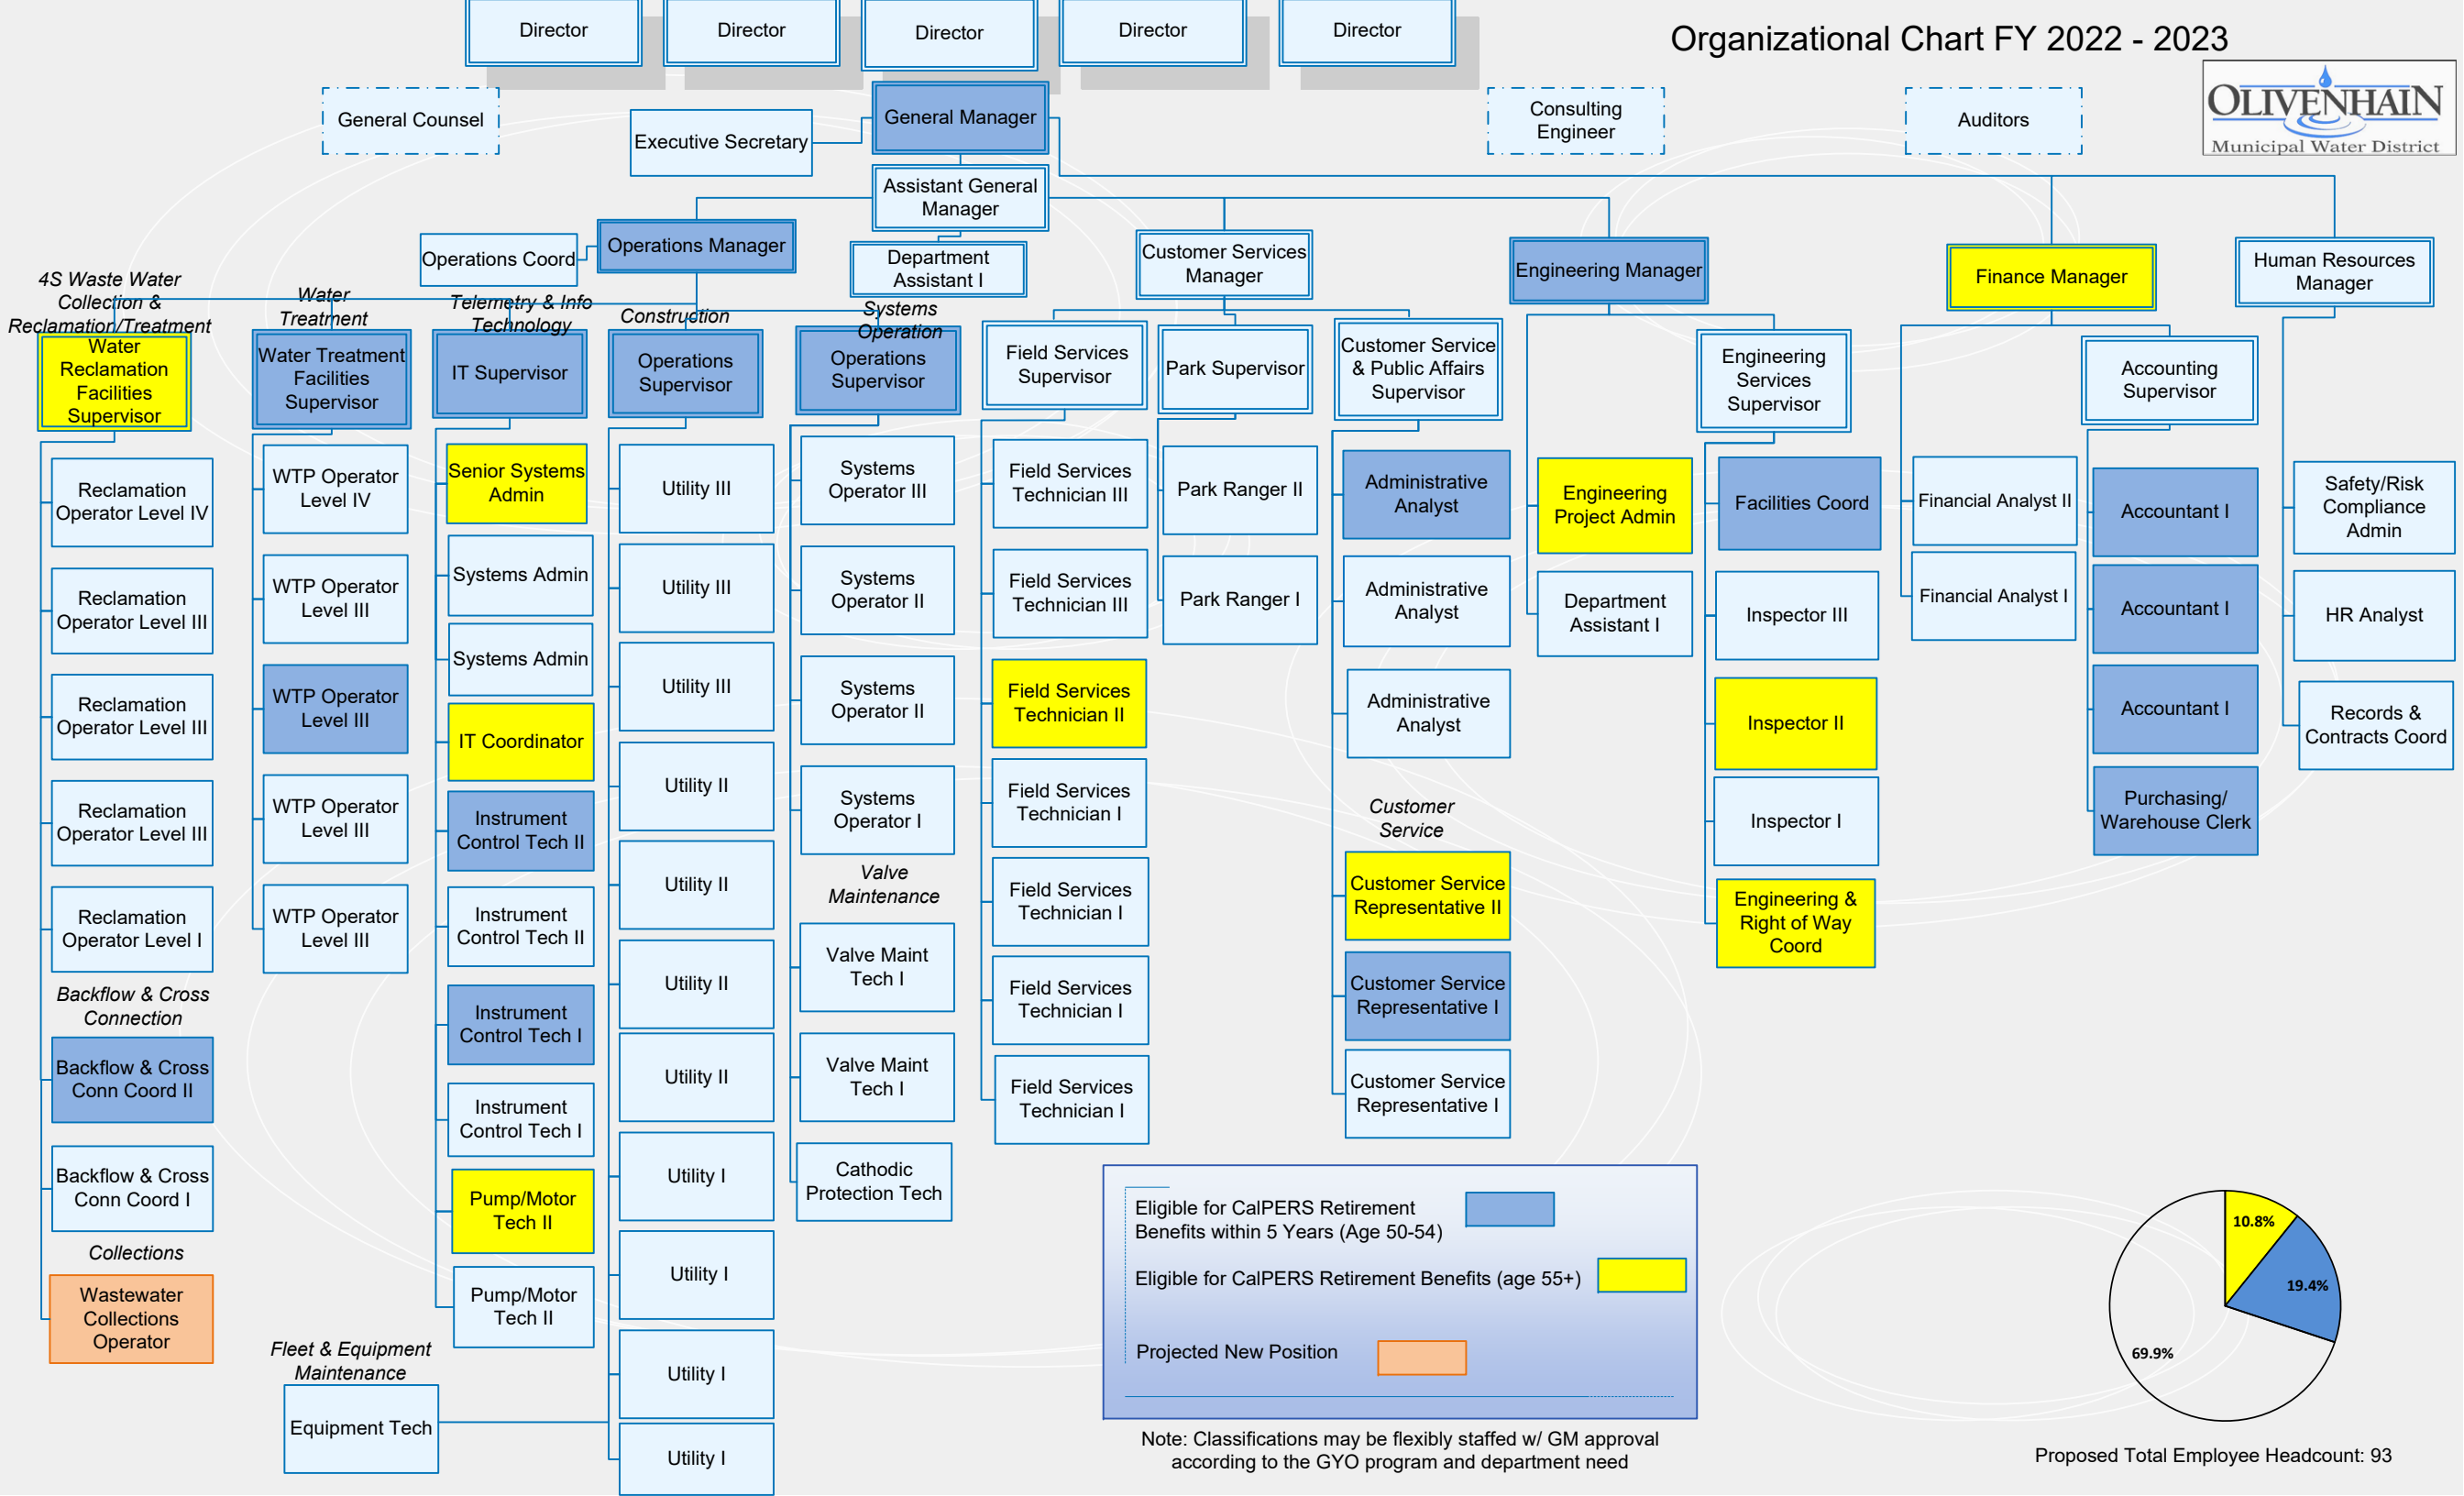 Director
Director
Director
Director
Director
Organizational Chart FY 2022 - 2023
OLIVENHAIN
Municipal Water District
General Counsel
Executive Secretary
General Manager
Consulting
Engineer
Auditors
Assistant General
Manager
Operations Coord
Operations Manager
Department
Assistant I
Customer Services
Manager
Engineering Manager
Finance Manager
Human Resources
Manager
4S Waste Water
Collection &
Reclamation/Treatment
Water
Reclamation
Facilities
Supervisor
Reclamation
Operator Level IV
Reclamation
Operator Level III
Reclamation
Operator Level III
Reclamation
Operator Level III
Reclamation
Operator Level I
Backflow & Cross
Connection
Backflow & Cross
Conn Coord II
Backflow & Cross
Conn Coord I
Collections
Wastewater
Collections
Operator
Water
Treatment
Water Treatment
Facilities
Supervisor
WTP Operator
Level IV
WTP Operator
Level III
WTP Operator
Level III
WTP Operator
Level III
WTP Operator
Level III
Fleet & Equipment
Maintenance
Equipment Tech
Telemetry & Info
Technology
IT Supervisor
Senior Systems
Admin
Systems Admin
Systems Admin
IT Coordinator
Instrument
Control Tech II
Instrument
Control Tech II
Instrument
Control Tech I
Instrument
Control Tech I
Pump/Motor
Tech II
Pump/Motor
Tech II
Construction
Operations
Supervisor
Utility III
Utility III
Utility III
Utility II
Utility II
Utility II
Utility II
Utility I
Utility I
Utility I
Utility I
Systems
Operation
Operations
Supervisor
Systems
Operator III
Systems
Operator II
Systems
Operator II
Systems
Operator I
Valve
Maintenance
Valve Maint
Tech I
Valve Maint
Tech I
Cathodic
Protection Tech
Field Services
Supervisor
Field Services
Technician III
Field Services
Technician III
Field Services
Technician II
Field Services
Technician I
Field Services
Technician I
Field Services
Technician I
Field Services
Technician I
Park Supervisor
Park Ranger II
Park Ranger I
Customer Service
& Public Affairs
Supervisor
Administrative
Analyst
Administrative
Analyst
Administrative
Analyst
Customer
Service
Customer Service
Representative II
Customer Service
Representative I
Customer Service
Representative I
Engineering
Project Admin
Department
Assistant I
Engineering
Services
Supervisor
Facilities Coord
Inspector III
Inspector II
Inspector I
Engineering &
Right of Way
Coord
Financial Analyst II
Financial Analyst I
Accounting
Supervisor
Accountant I
Accountant I
Accountant I
Purchasing/
Warehouse Clerk
Safety/Risk
Compliance
Admin
HR Analyst
Records &
Contracts Coord
Eligible for CalPERS Retirement
Benefits within 5 Years (Age 50-54)
Eligible for CalPERS Retirement Benefits (age 55+)
Projected New Position
Note: Classifications may be flexibly staffed w/ GM approval
according to the GYO program and department need
10.8%
19.4%
69.9%
Proposed Total Employee Headcount: 93